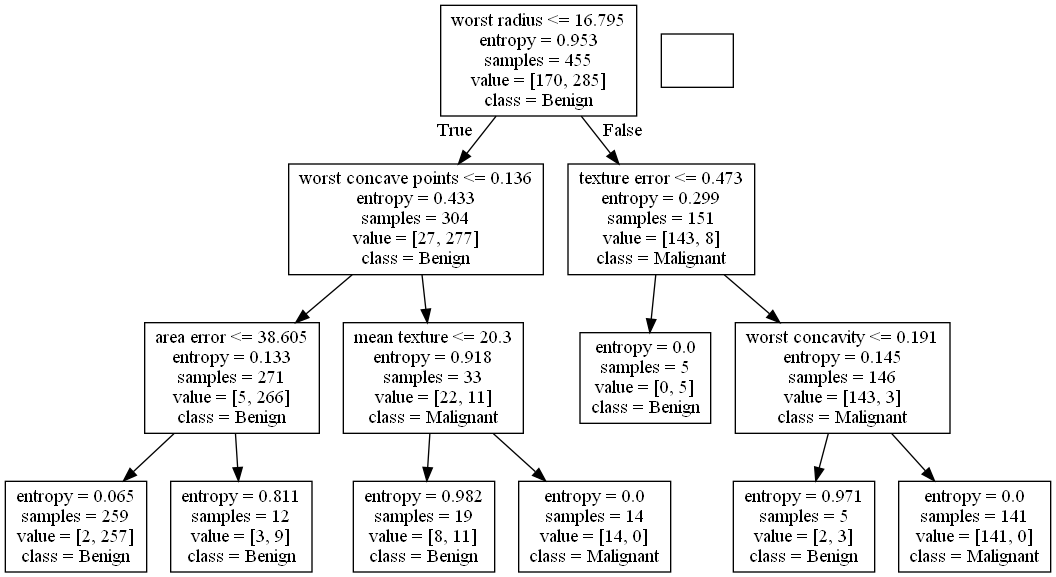 worst radius <= 16.795
entropy = 0.953
samples = 455
value = [170, 285]
class = Benign
True
False
worst concave points <= 0.136
entropy = 0.433
samples = 304
value = [27, 277]
class = Benign
texture error <= 0.473
entropy = 0.299
samples = 151
value = [143, 8]
class = Malignant
area error <= 38.605
entropy = 0.133
samples = 271
value = [5, 266]
class = Benign
mean texture <= 20.3
entropy = 0.918
samples = 33
value = [22, 11]
class = Malignant
entropy = 0.0
samples = 5
value = [0, 5]
class = Benign
worst concavity <= 0.191
entropy = 0.145
samples = 146
value = [143, 3]
class = Malignant
entropy = 0.065
samples = 259
value = [2, 257]
class = Benign
entropy = 0.811
samples = 12
value = [3, 9]
class = Benign
entropy = 0.982
samples = 19
value = [8, 11]
class = Benign
entropy = 0.0
samples = 14
value = [14, 0]
class = Malignant
entropy = 0.971
samples = 5
value = [2, 3]
class = Benign
entropy = 0.0
samples = 141
value = [141, 0]
class = Malignant